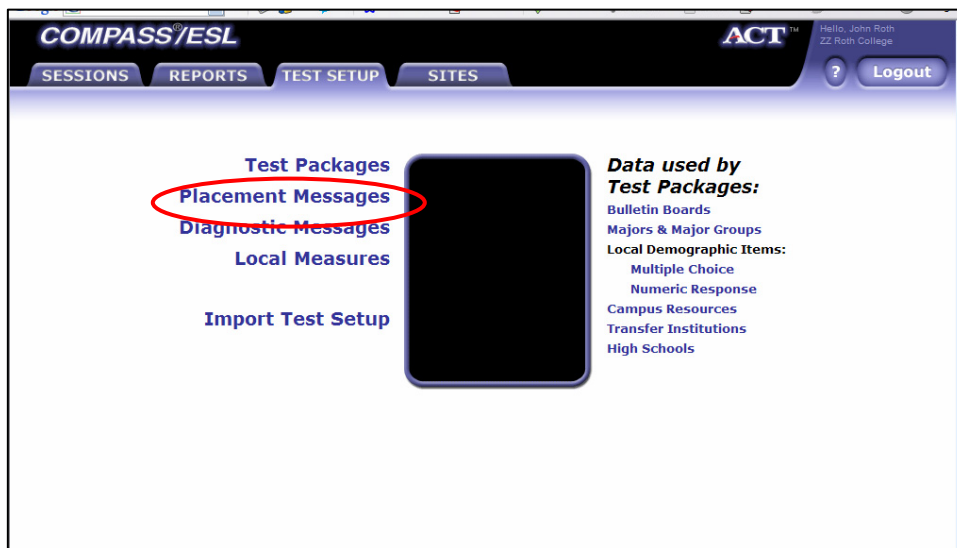 COMPASS®/ESL
ACT™
Hello, John Roth
ZZ Roth College
SESSIONS
REPORTS
TEST SETUP
SITES
?
Logout
Test Packages
Placement Messages
Diagnostic Messages
Local Measures
Import Test Setup
Data used by
Test Packages:
Bulletin Boards
Majors & Major Groups
Local Demographic Items:
Multiple Choice
Numeric Response
Campus Resources
Transfer Institutions
High Schools